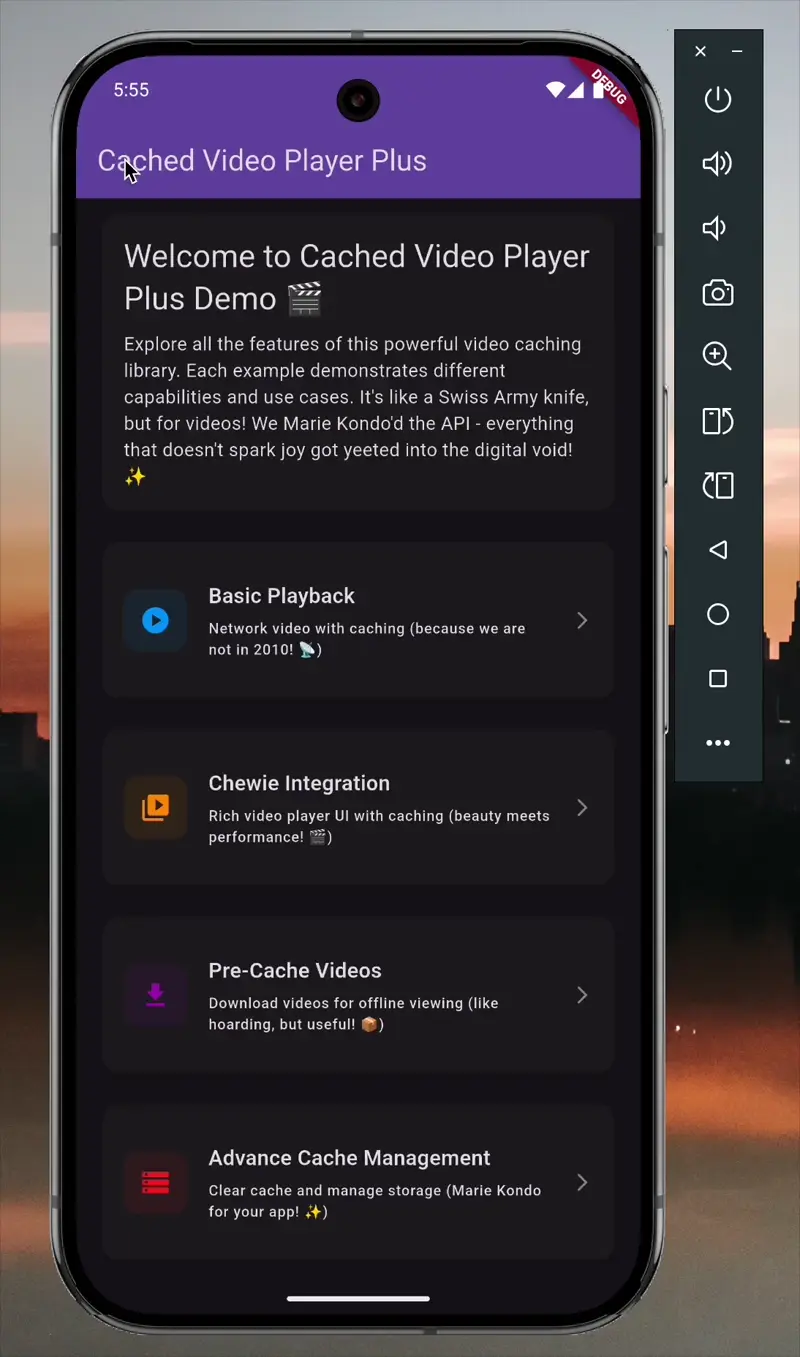 5:55
DEBUG
Cached Video Player Plus
Welcome to Cached Video Player
Plus Demo 🎬
Explore all the features of this powerful video caching
library. Each example demonstrates different
capabilities and use cases. It's like a Swiss Army knife,
but for videos! We Marie Kondo'd the API - everything
that doesn't spark joy got yeeted into the digital void!
✨
Basic Playback
Network video with caching (because we are
not in 2010! 📡)
Chewie Integration
Rich video player UI with caching (beauty meets
performance! 🎬)
Pre-Cache Videos
Download videos for offline viewing (like
hoarding, but useful! 📦)
Advance Cache Management
Clear cache and manage storage (Marie Kondo
for your app! ✨)